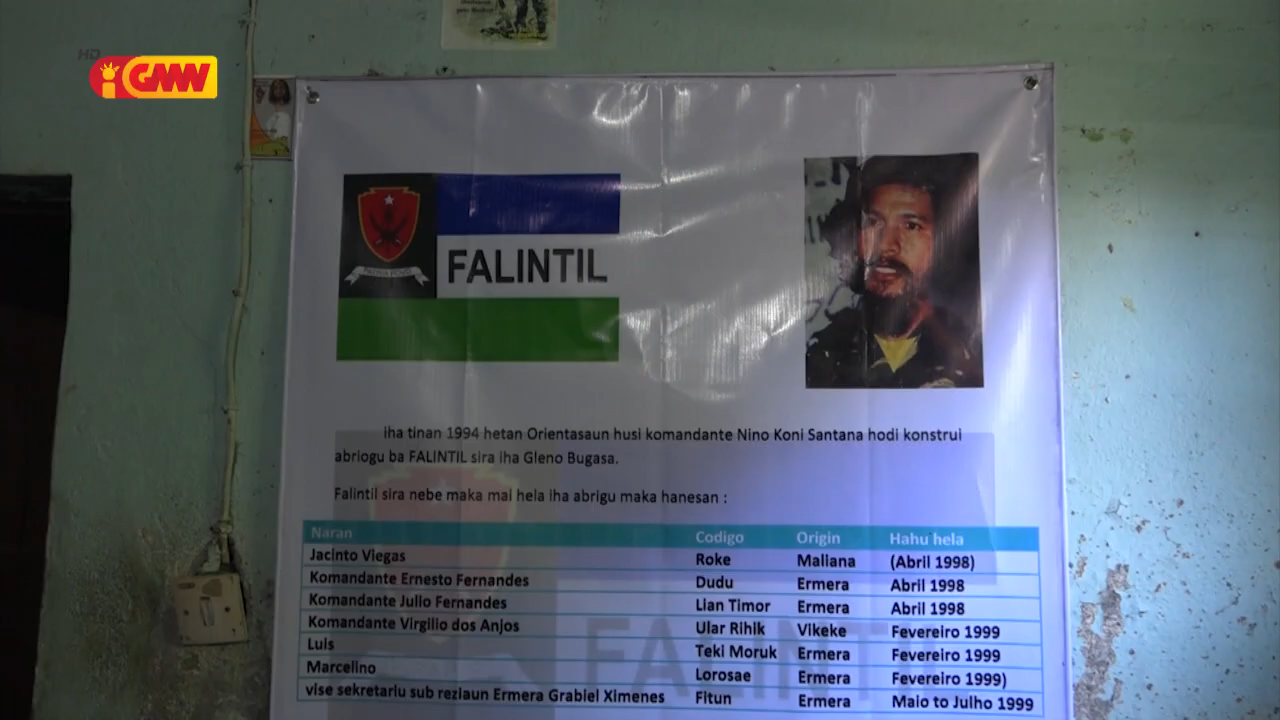 HD
GMW
FALINTIL
iha tinan 1994 hetan Orientasaun husi komandante Nino Koni Santana hodi konstrui
abriogu ba FALINTIL sira iha Gleno Bugasa.
Falintil sira nebe maka mai hela iha abrigu maka hanesan :
Naran Codigo Origin Hahu hela
Jacinto Viegas Roke Maliana (Abril 1998)
Komandante Ernesto Fernandes Dudu Ermera Abril 1998
Komandante Julio Fernandes Lian Timor Ermera Abril 1998
Komandante Virgilio dos Anjos Ular Rihik Vikeke Fevereiro 1999
Luis Teki Moruk Ermera Fevereiro 1999
Marcelino Lorosae Ermera Fevereiro 1999)
vise sekretariu sub reziaun Ermera Grabiel Ximenes Fitun Ermera Maio to Julho 1999
FALINTIL